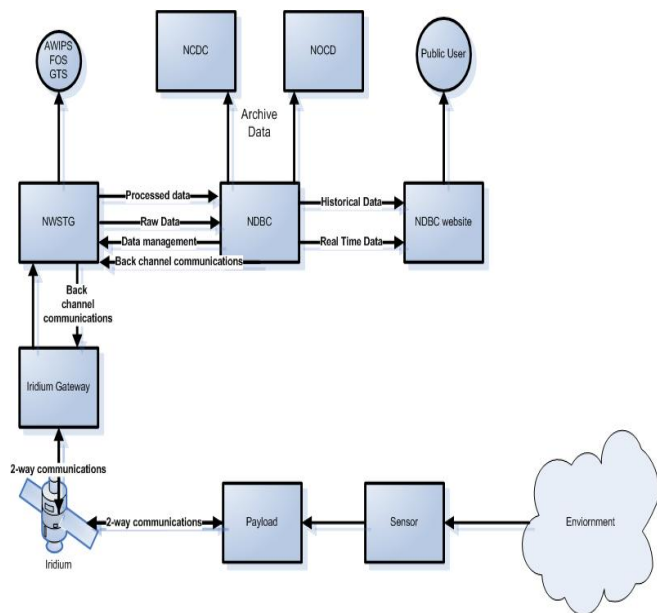 AWIPS
FOS
GTS
NCDC
NOCD
Public User
Archive
Data
NWSTG
Processed data
Raw Data
Data management
Back channel communications
NDBC
Historical Data
Real Time Data
NDBC website
Back
channel
communications
Iridium Gateway
2-way communications
Iridium
2-way communications
Payload
Sensor
Enviornment